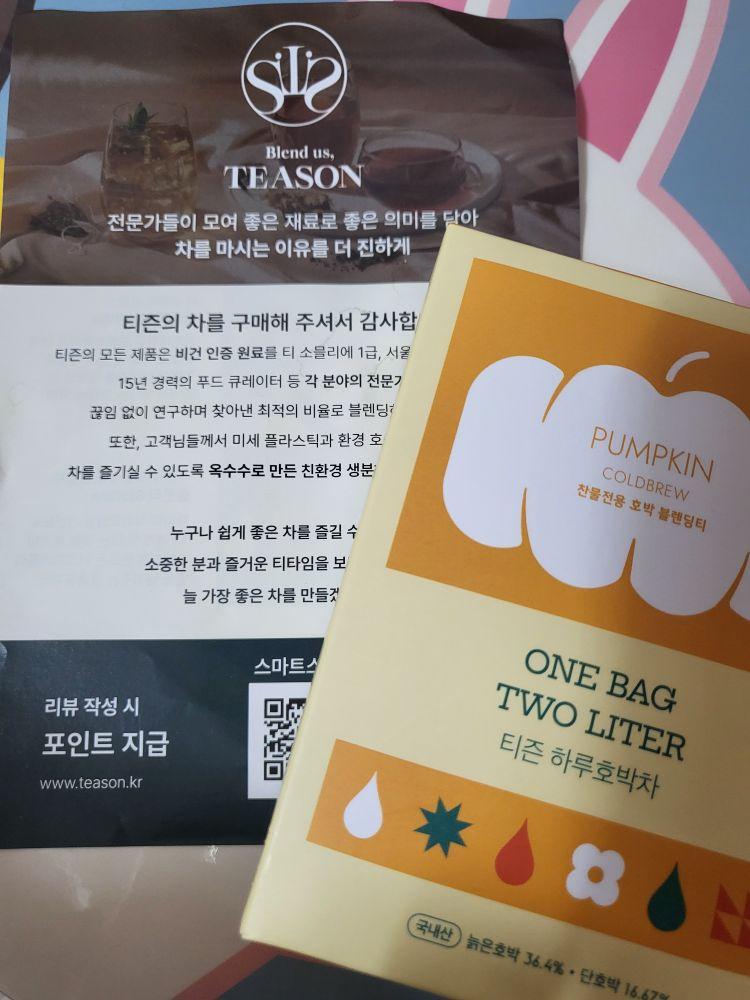 Blend us,
TEASON
전문가들이 모여 좋은 재료로 좋은 의미를 담아
차를 마시는 이유를 더 진하게
티즌의 차를 구매해 주셔서 감사합
티즌의 모든 제품은 비건 인증 원료를 티 소믈리에 1급, 서울
15년 경력의 푸드 큐레이터 등 각 분야의 전문가
끊임 없이 연구하며 찾아낸 최적의 비율로 블렌딩
또한, 고객님들께서 미세 플라스틱과 환경 호
차를 즐기실 수 있도록 옥수수로 만든 친환경 생분
누구나 쉽게 좋은 차를 즐길 수
소중한 분과 즐거운 티타임을 보
늘 가장 좋은 차를 만들겠
스마트스
리뷰 작성 시
포인트 지급
www.teason.kr
PUMPKIN
COLDBREW
찬물전용 호박 블렌딩티
ONE BAG
TWO LITER
티즌 하루호박차
국내산 늙은호박 36.4% • 단호박 16.67%